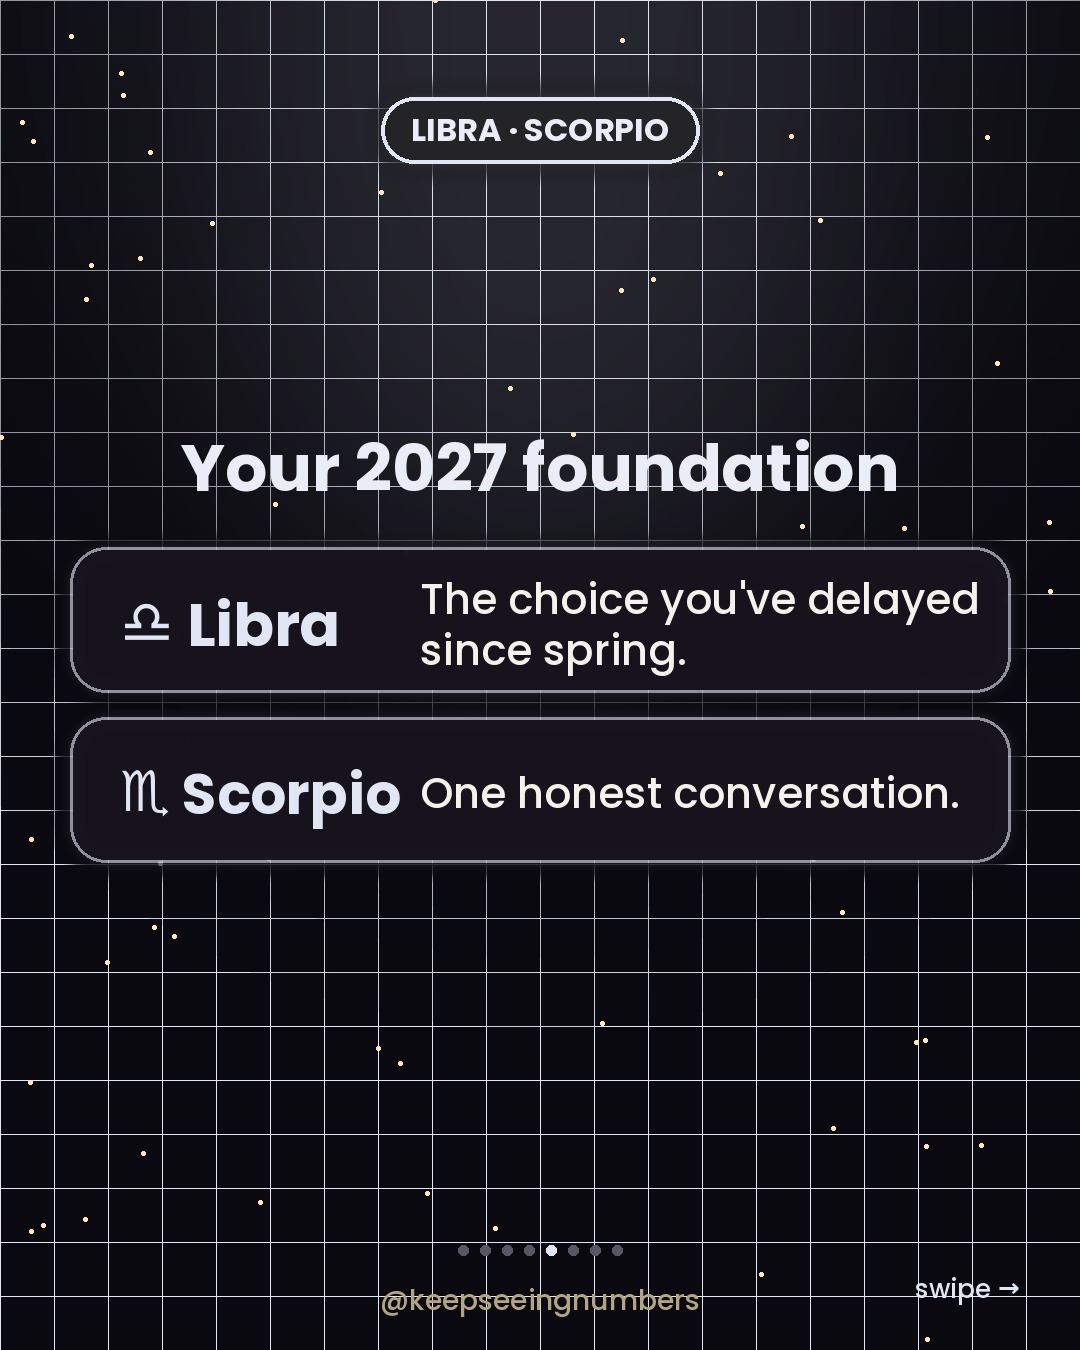 LIBRA · SCORPIO
Your 2027 foundation
♎ Libra
The choice you've delayed
since spring.
♏ Scorpio
One honest conversation.
@keepseeingnumbers
swipe →